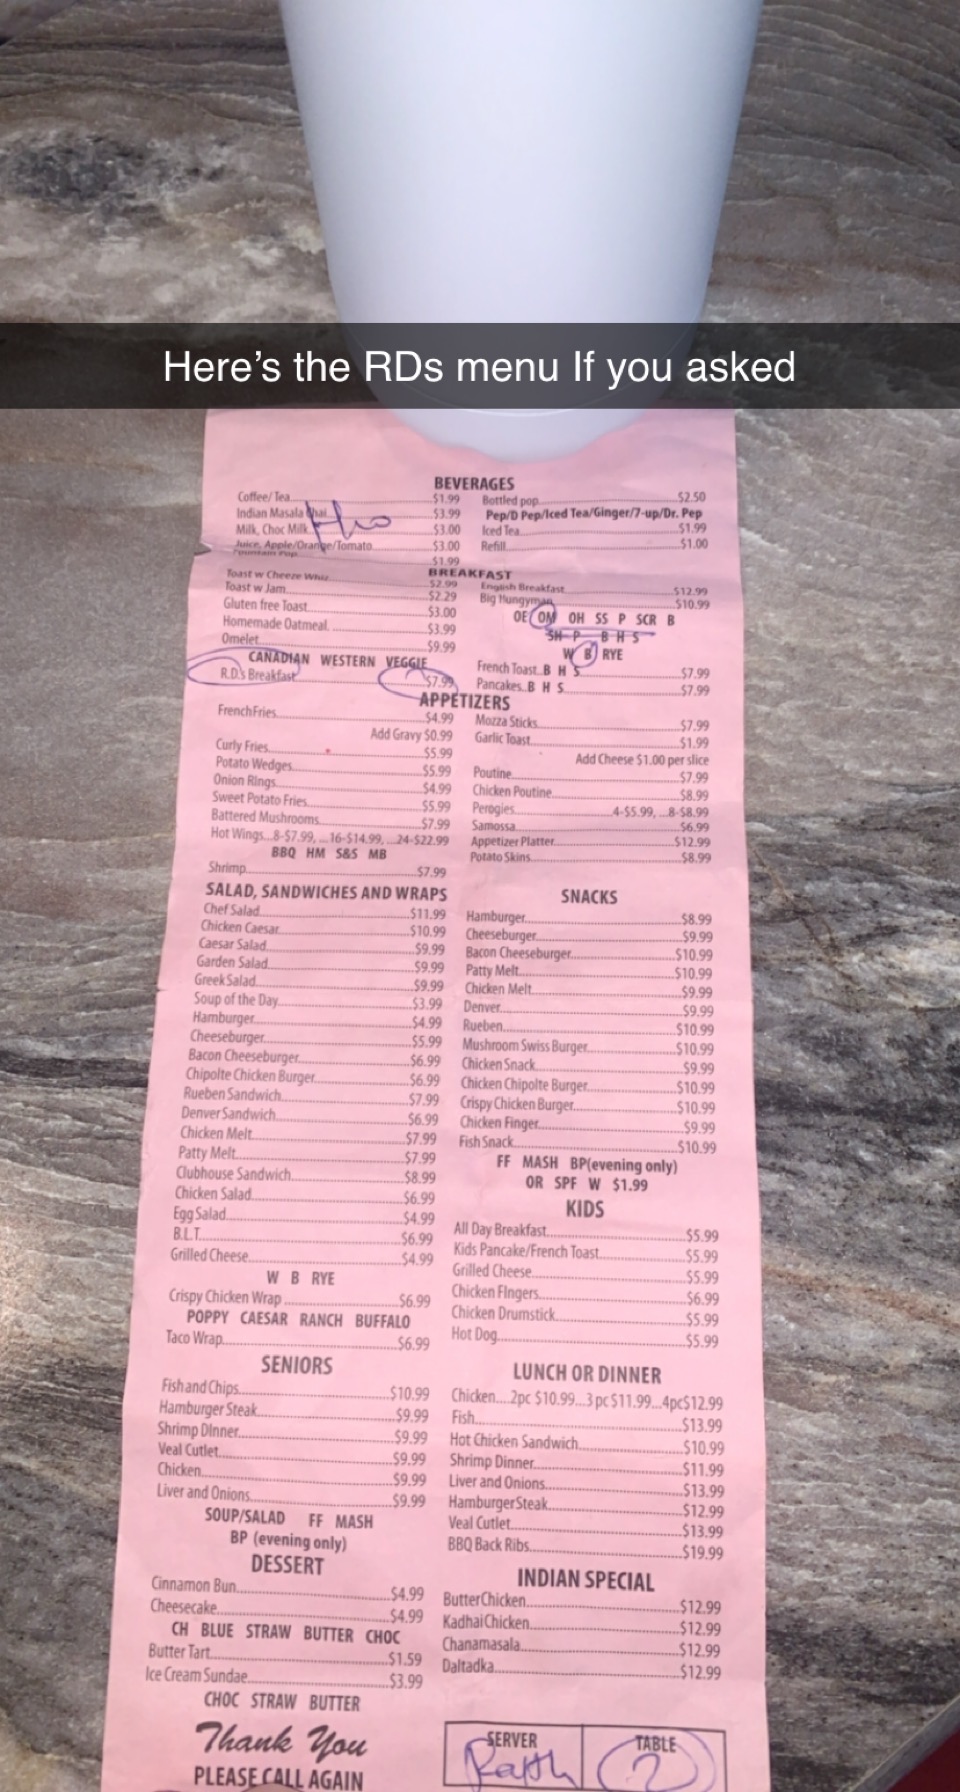 Here's the RDs menu If you asked
BEVERAGES
Coffee/Tea $1.99
Indian Masala Chai $3.99
Milk, Choc Milk $3.00
Juice, Apple/Orange/Tomato $3.00
Fountain Pop $1.99
Bottled pop $2.50
Pep/D Pep/Iced Tea/Ginger/7-up/Dr. Pep
Iced Tea $1.99
Refill $1.00
BREAKFAST
Toast w Cheeze Whiz $2.99
Toast w Jam $2.29
Gluten free Toast $3.00
Homemade Oatmeal. $3.99
Omelet $9.99
CANADIAN WESTERN VEGGIE
R.D.'s Breakfast $7.99
English Breakfast $12.99
Big Hungyman $10.99
OE OM OH SS P SCR B
SH P B H S
W B RYE
French Toast..B H S $7.99
Pancakes..B H S $7.99
APPETIZERS
FrenchFries $4.99
Add Gravy $0.99
Curly Fries $5.99
Potato Wedges $5.99
Onion Rings $4.99
Sweet Potato Fries $5.99
Battered Mushrooms $7.99
Hot Wings...8-$7.99, ...16-$14.99, ...24-$22.99
BBQ HM S&S MB
Shrimp $7.99
Mozza Sticks $7.99
Garlic Toast $1.99
Add Cheese $1.00 per slice
Poutine $7.99
Chicken Poutine $8.99
Perogies 4-$5.99, ...8-$8.99
Samossa $6.99
Appetizer Platter $12.99
Potato Skins $8.99
SALAD, SANDWICHES AND WRAPS
Chef Salad $11.99
Chicken Caesar $10.99
Caesar Salad $9.99
Garden Salad $9.99
Greek Salad $9.99
Soup of the Day $3.99
Hamburger $4.99
Cheeseburger $5.99
Bacon Cheeseburger $6.99
Chipolte Chicken Burger $6.99
Rueben Sandwich $7.99
Denver Sandwich $6.99
Chicken Melt $7.99
Patty Melt $7.99
Clubhouse Sandwich $8.99
Chicken Salad $6.99
Egg Salad $4.99
B.L.T. $6.99
Grilled Cheese $4.99
W B RYE
Crispy Chicken Wrap $6.99
POPPY CAESAR RANCH BUFFALO
Taco Wrap $6.99
SNACKS
Hamburger $8.99
Cheeseburger $9.99
Bacon Cheeseburger $10.99
Patty Melt $10.99
Chicken Melt $9.99
Denver $9.99
Rueben $10.99
Mushroom Swiss Burger $10.99
Chicken Snack $9.99
Chicken Chipolte Burger $10.99
Crispy Chicken Burger $10.99
Chicken Finger $9.99
Fish Snack $10.99
FF MASH BP(evening only)
OR SPF W $1.99
KIDS
All Day Breakfast $5.99
Kids Pancake/French Toast $5.99
Grilled Cheese $5.99
Chicken FIngers $6.99
Chicken Drumstick $5.99
Hot Dog $5.99
SENIORS
Fish and Chips $10.99
Hamburger Steak $9.99
Shrimp DInner $9.99
Veal Cutlet $9.99
Chicken $9.99
Liver and Onions $9.99
SOUP/SALAD FF MASH
BP (evening only)
LUNCH OR DINNER
Chicken....2pc $10.99...3 pc $11.99...4pc$12.99
Fish $13.99
Hot Chicken Sandwich $10.99
Shrimp Dinner $11.99
Liver and Onions $13.99
Hamburger Steak $12.99
Veal Cutlet $13.99
BBQ Back Ribs $19.99
DESSERT
Cinnamon Bun $4.99
Cheesecake $4.99
CH BLUE STRAW BUTTER CHOC
Butter Tart $1.59
Ice Cream Sundae $3.99
CHOC STRAW BUTTER
INDIAN SPECIAL
Butter Chicken $12.99
Kadhai Chicken $12.99
Chanamasala $12.99
Daltadka $12.99
Thank You
PLEASE CALL AGAIN
SERVER
TABLE
2